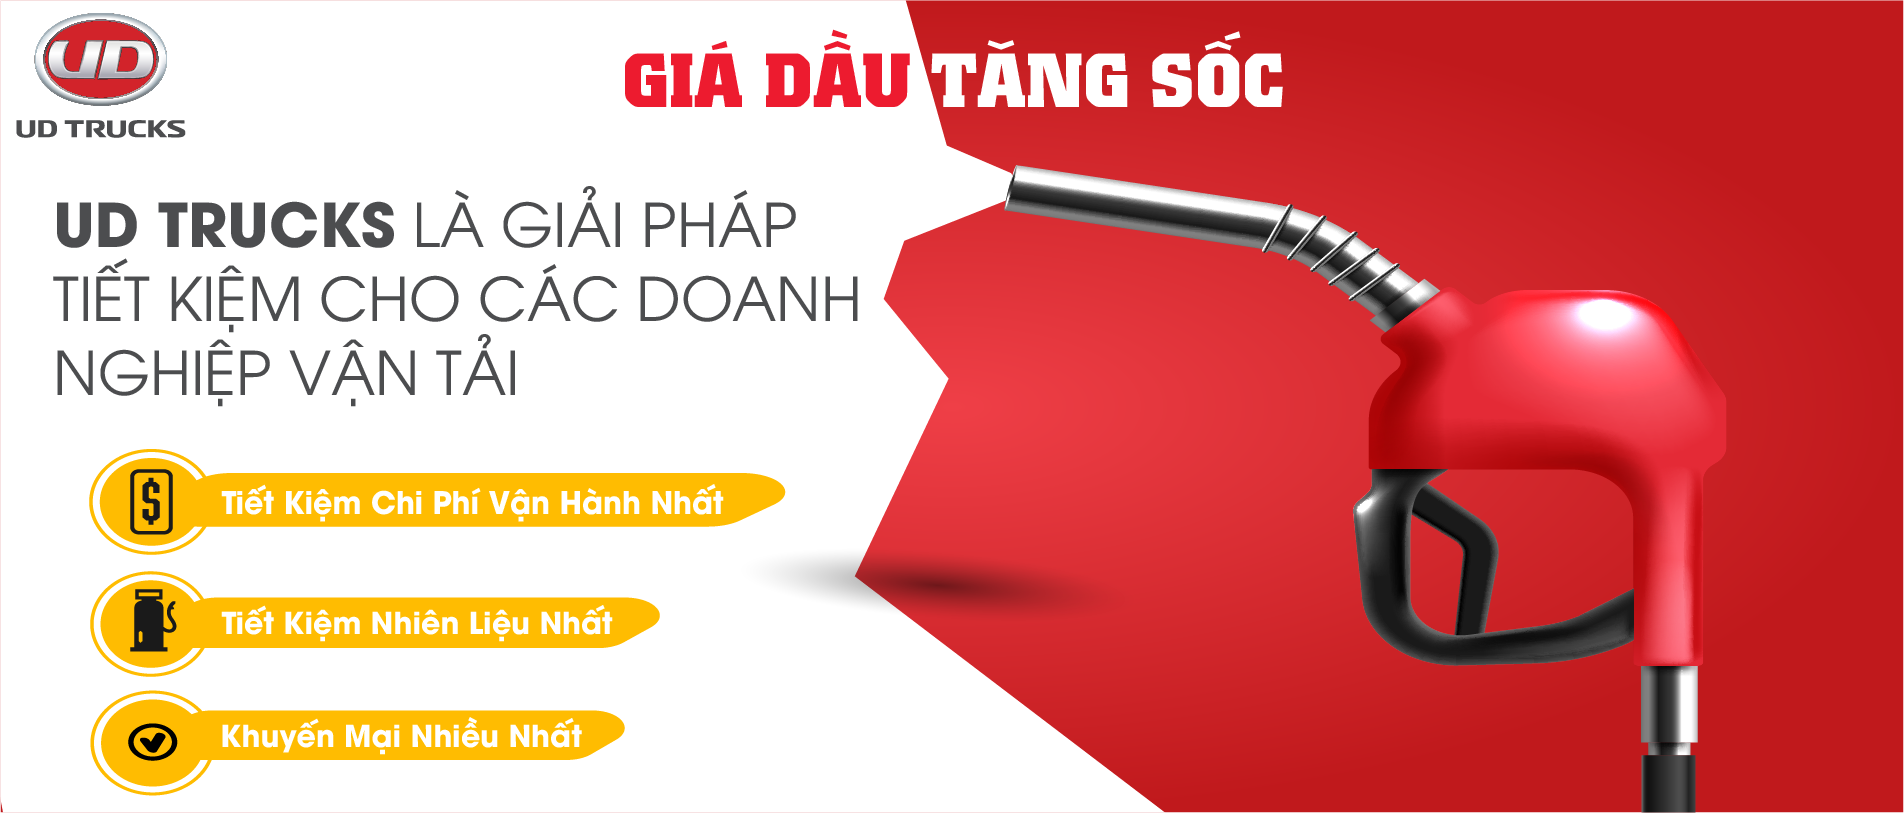 UD
UD TRUCKS
GIÁ DẦU TĂNG SỐC
UD TRUCKS LÀ GIẢI PHÁP
TIẾT KIỆM CHO CÁC DOANH
NGHIỆP VẬN TẢI
$
Tiết Kiệm Chi Phí Vận Hành Nhất
Tiết Kiệm Nhiên Liệu Nhất
Khuyến Mại Nhiều Nhất